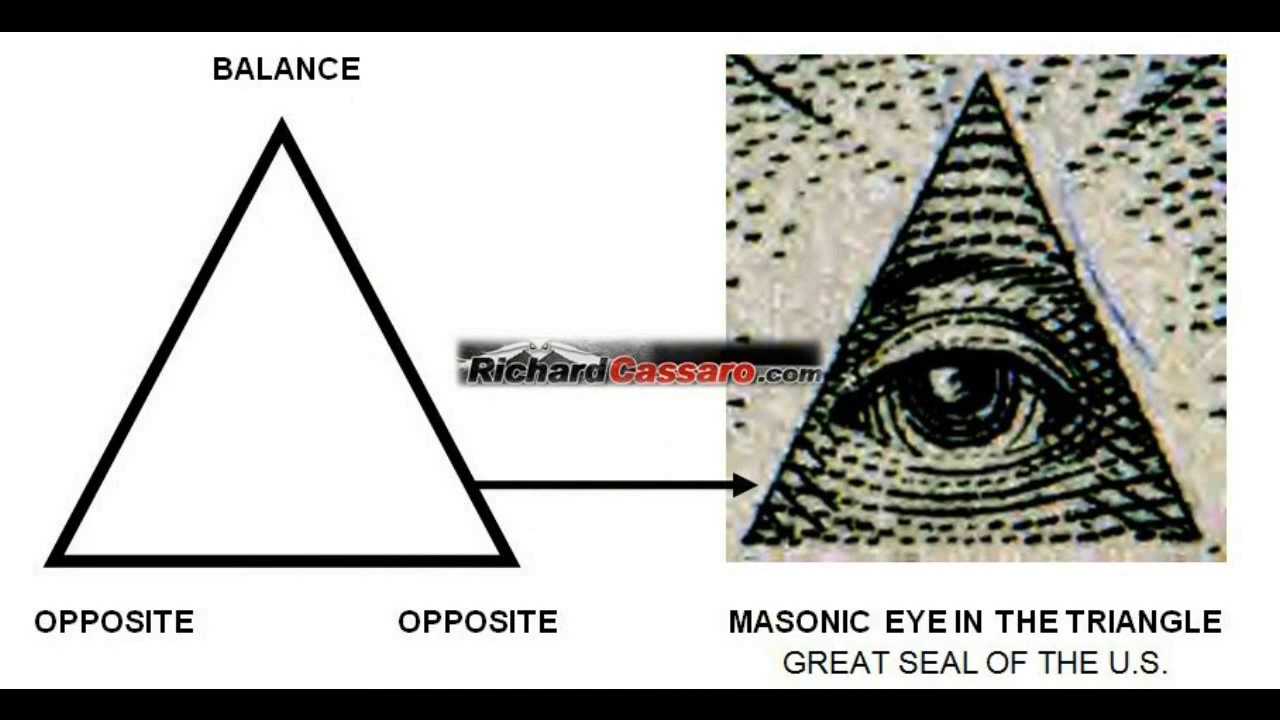 BALANCE
RichardCassaro.com
OPPOSITE
OPPOSITE
MASONIC EYE IN THE TRIANGLE
GREAT SEAL OF THE U.S.